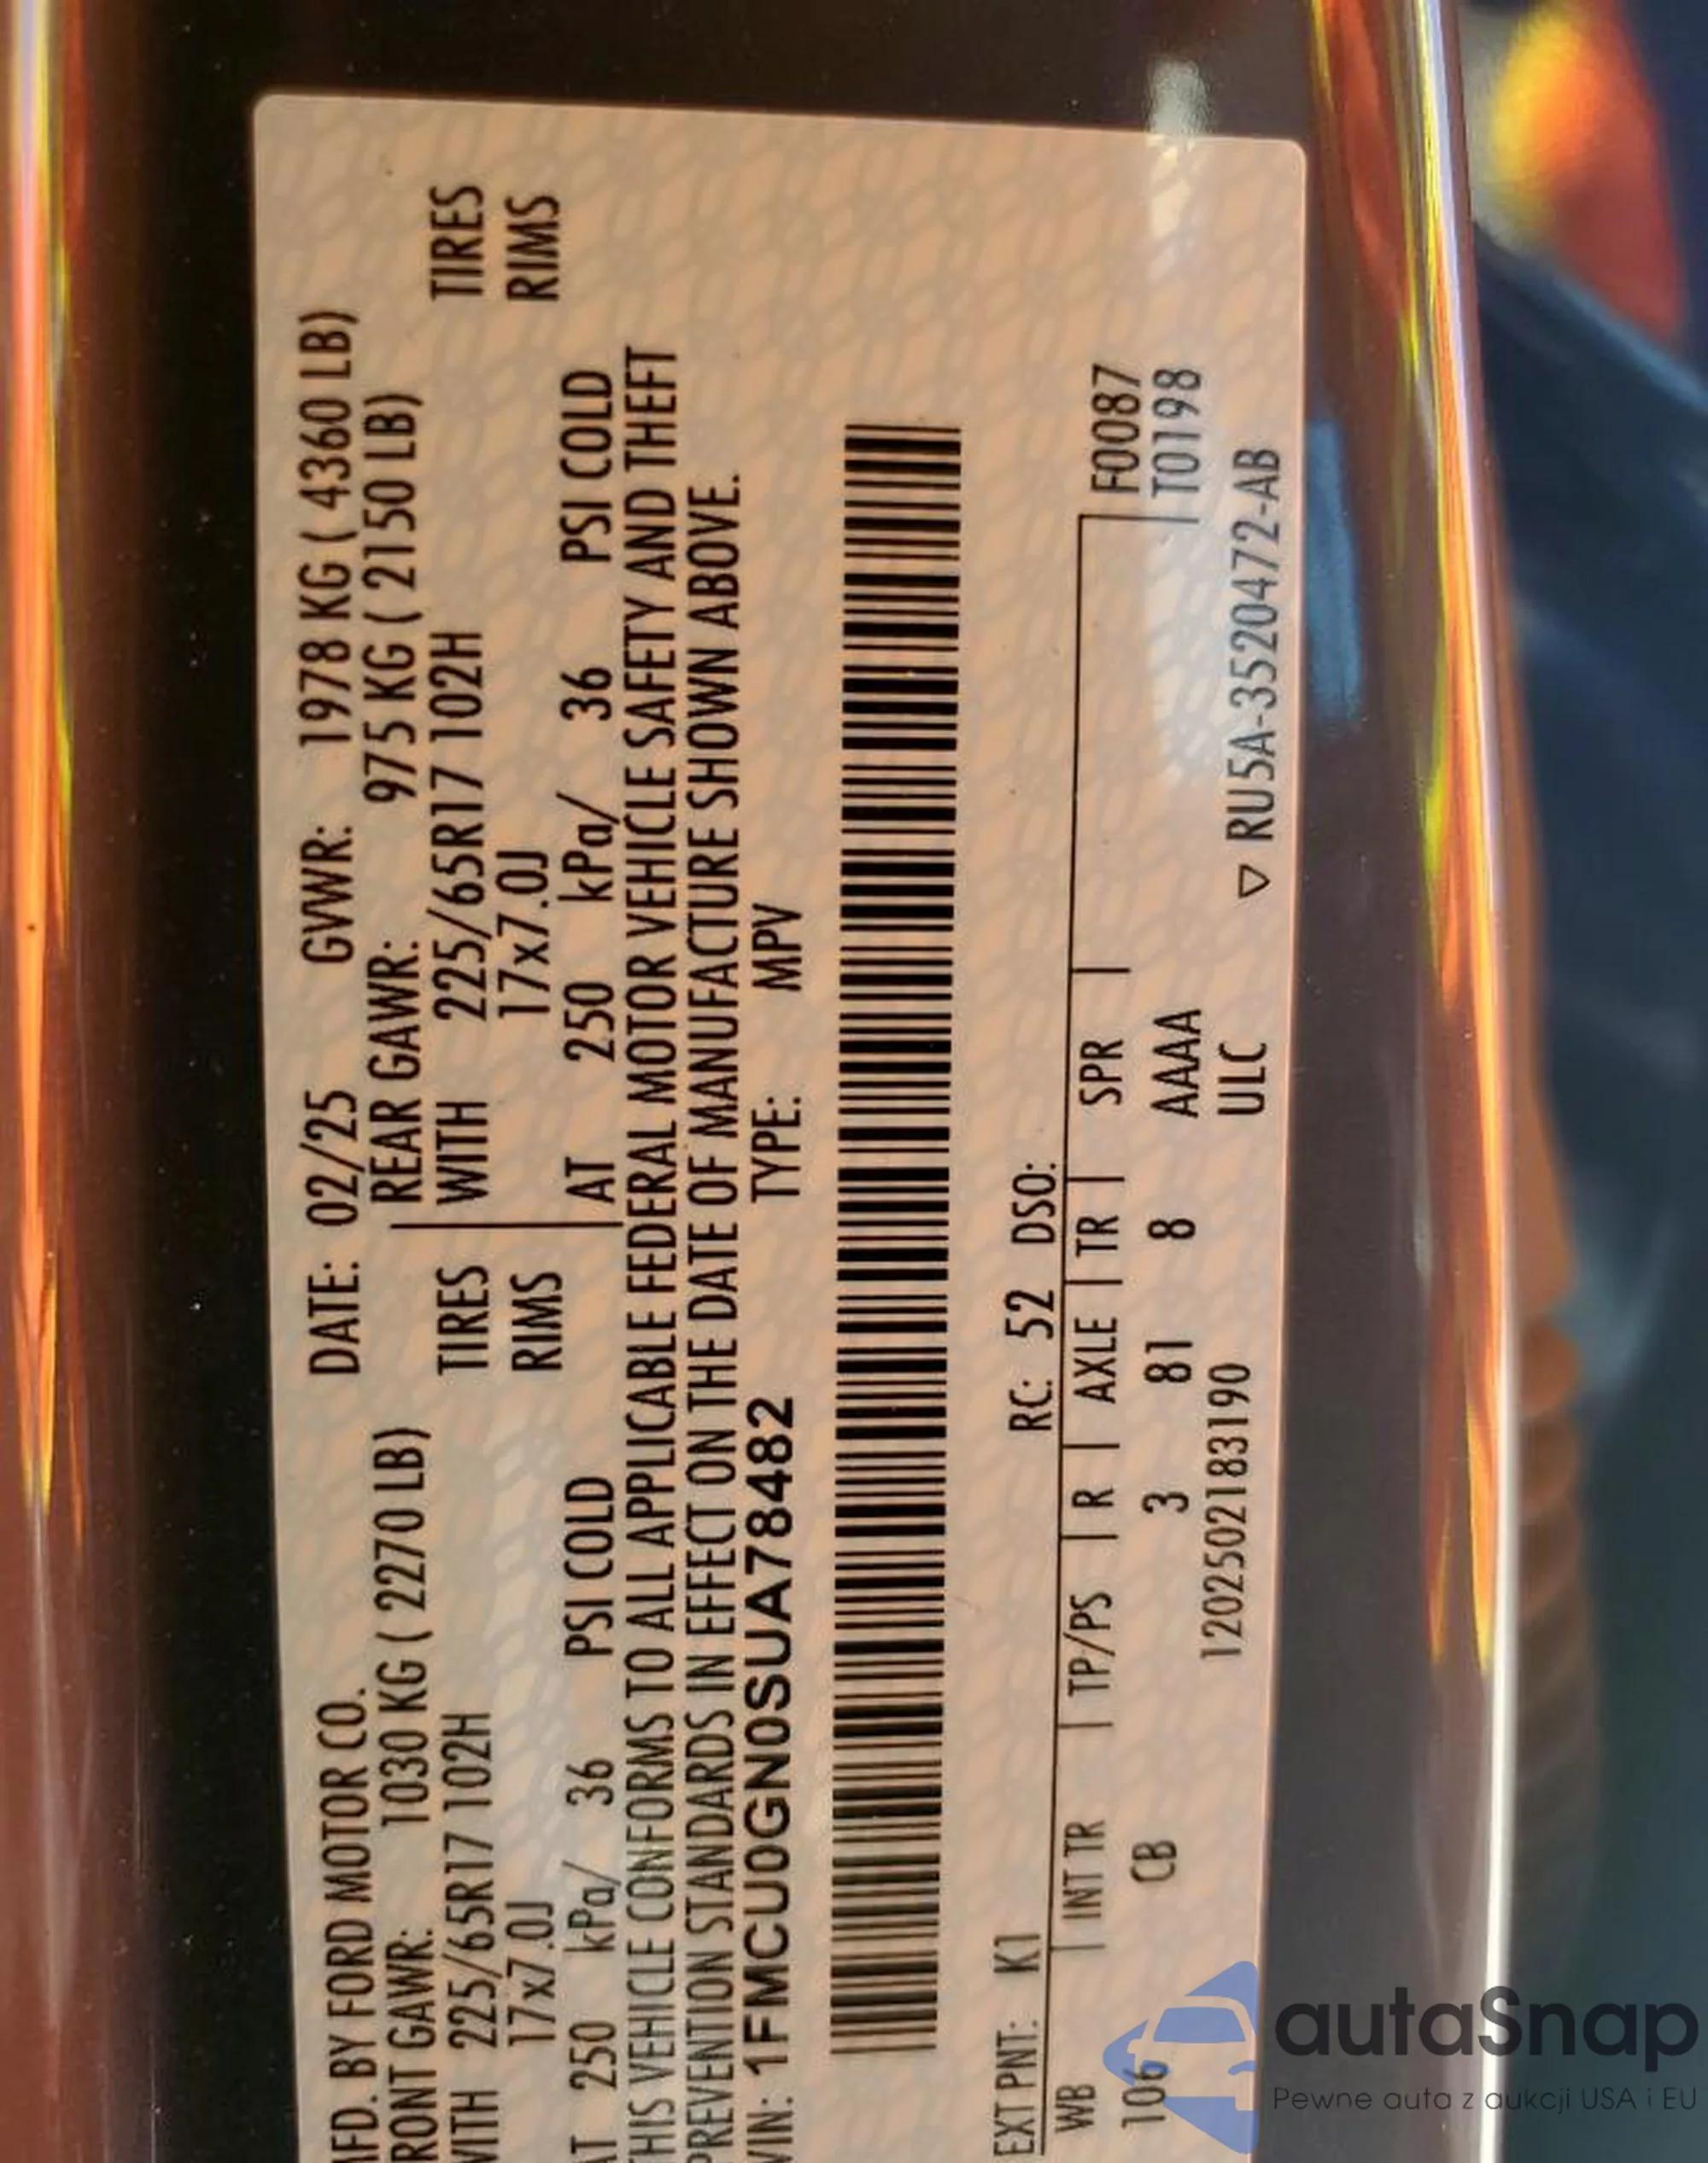 MFD. BY FORD MOTOR CO. DATE: 02/25 GVWR: 1978 KG ( 4360 LB)
FRONT GAWR: 1030 KG ( 2270 LB) REAR GAWR: 975 KG ( 2150 LB)
WITH 225/65R17 102H TIRES WITH 225/65R17 102H TIRES
17x7.0J RIMS 17x7.0J RIMS
AT 250 kPa/ 36 PSI COLD AT 250 kPa/ 36 PSI COLD
THIS VEHICLE CONFORMS TO ALL APPLICABLE FEDERAL MOTOR VEHICLE SAFETY AND THEFT
PREVENTION STANDARDS IN EFFECT ON THE DATE OF MANUFACTURE SHOWN ABOVE.
VIN: 1FMCU0GN0SUA78482 TYPE: MPV
EXT PNT: K1 RC: 52 DSO:
WB INT TR TP/PS R AXLE TR SPR F0087
106 CB 3 81 8 AAAA T0198
1202502183190 ULC
▽ RU5A-3520472-AB
autaSnap
Pewne auta z aukcji USA i EU